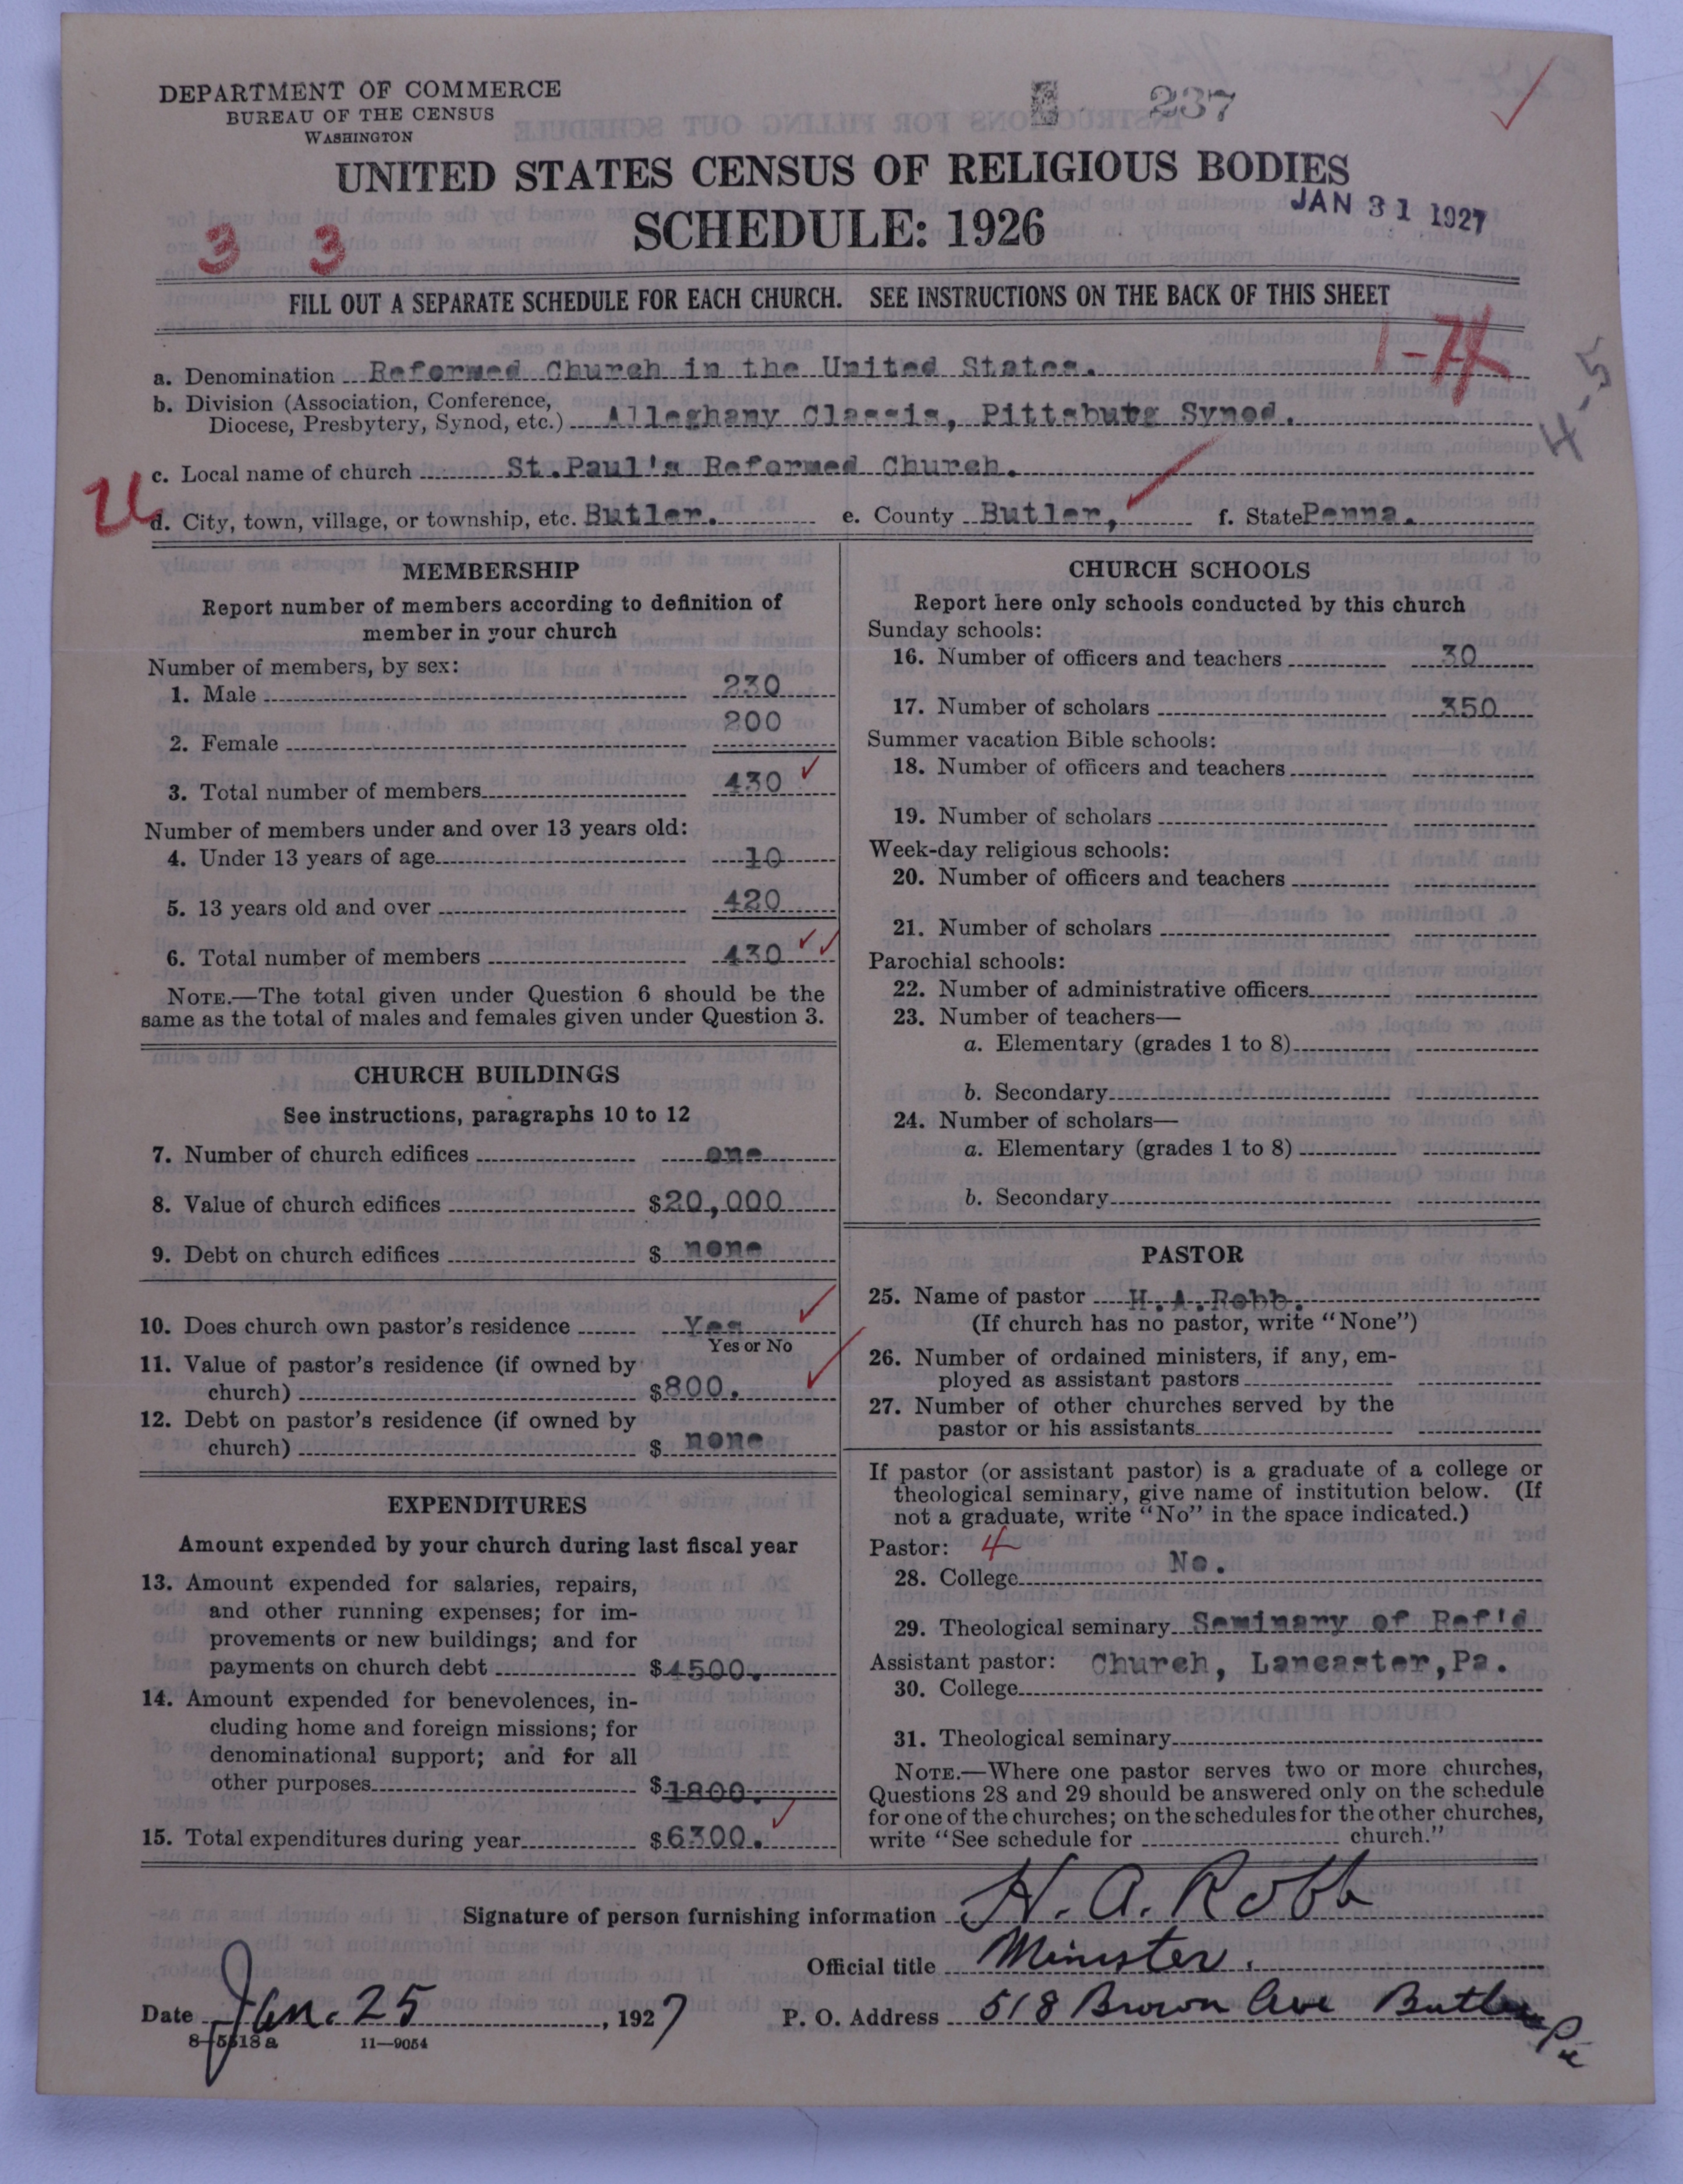 DEPARTMENT OF COMMERCE
BUREAU OF THE CENSUS
WASHINGTON
237
UNITED STATES CENSUS OF RELIGIOUS BODIES
SCHEDULE: 1926
JAN 31 1927
3 3
FILL OUT A SEPARATE SCHEDULE FOR EACH CHURCH. SEE INSTRUCTIONS ON THE BACK OF THIS SHEET
a. Denomination Reformed Church in the United States.
b. Division (Association, Conference,
Diocese, Presbytery, Synod, etc.) Alleghany Classis, Pittsburg Synod.
4-5
c. Local name of church St.Paul's Reformed Church.
d. City, town, village, or township, etc. Butler. e. County Butler, f. State Penna.
MEMBERSHIP
Report number of members according to definition of
member in your church
Number of members, by sex:
1. Male 230
2. Female 200
3. Total number of members 430
Number of members under and over 13 years old:
4. Under 13 years of age 10
5. 13 years old and over 420
6. Total number of members 430
NOTE.—The total given under Question 6 should be the
same as the total of males and females given under Question 3.
CHURCH BUILDINGS
See instructions, paragraphs 10 to 12
7. Number of church edifices one
8. Value of church edifices $20,000
9. Debt on church edifices $ none
10. Does church own pastor's residence Yes
Yes or No
11. Value of pastor's residence (if owned by
church) $800.
12. Debt on pastor's residence (if owned by
church) $ none
EXPENDITURES
Amount expended by your church during last fiscal year
13. Amount expended for salaries, repairs,
and other running expenses; for im-
provements or new buildings; and for
payments on church debt $4500.
14. Amount expended for benevolences, in-
cluding home and foreign missions; for
denominational support; and for all
other purposes $1800.
15. Total expenditures during year $6300.
CHURCH SCHOOLS
Report here only schools conducted by this church
Sunday schools:
16. Number of officers and teachers 30
17. Number of scholars 350
Summer vacation Bible schools:
18. Number of officers and teachers
19. Number of scholars
Week-day religious schools:
20. Number of officers and teachers
21. Number of scholars
Parochial schools:
22. Number of administrative officers
23. Number of teachers—
a. Elementary (grades 1 to 8)
b. Secondary
24. Number of scholars—
a. Elementary (grades 1 to 8)
b. Secondary
PASTOR
25. Name of pastor H.A.Robb.
(If church has no pastor, write "None")
26. Number of ordained ministers, if any, em-
ployed as assistant pastors
27. Number of other churches served by the
pastor or his assistants
If pastor (or assistant pastor) is a graduate of a college or
theological seminary, give name of institution below. (If
not a graduate, write "No" in the space indicated.)
Pastor: 4
28. College No.
29. Theological seminary Seminary of Ref'd
Assistant pastor: Church, Lancaster,Pa.
30. College
31. Theological seminary
NOTE.—Where one pastor serves two or more churches,
Questions 28 and 29 should be answered only on the schedule
for one of the churches; on the schedules for the other churches,
write "See schedule for church."
Signature of person furnishing information H. A. Robb
Official title Minister.
Date Jan. 25, 1927 P. O. Address 518 Brown Ave Butler Pa
8-5518a 11—9054